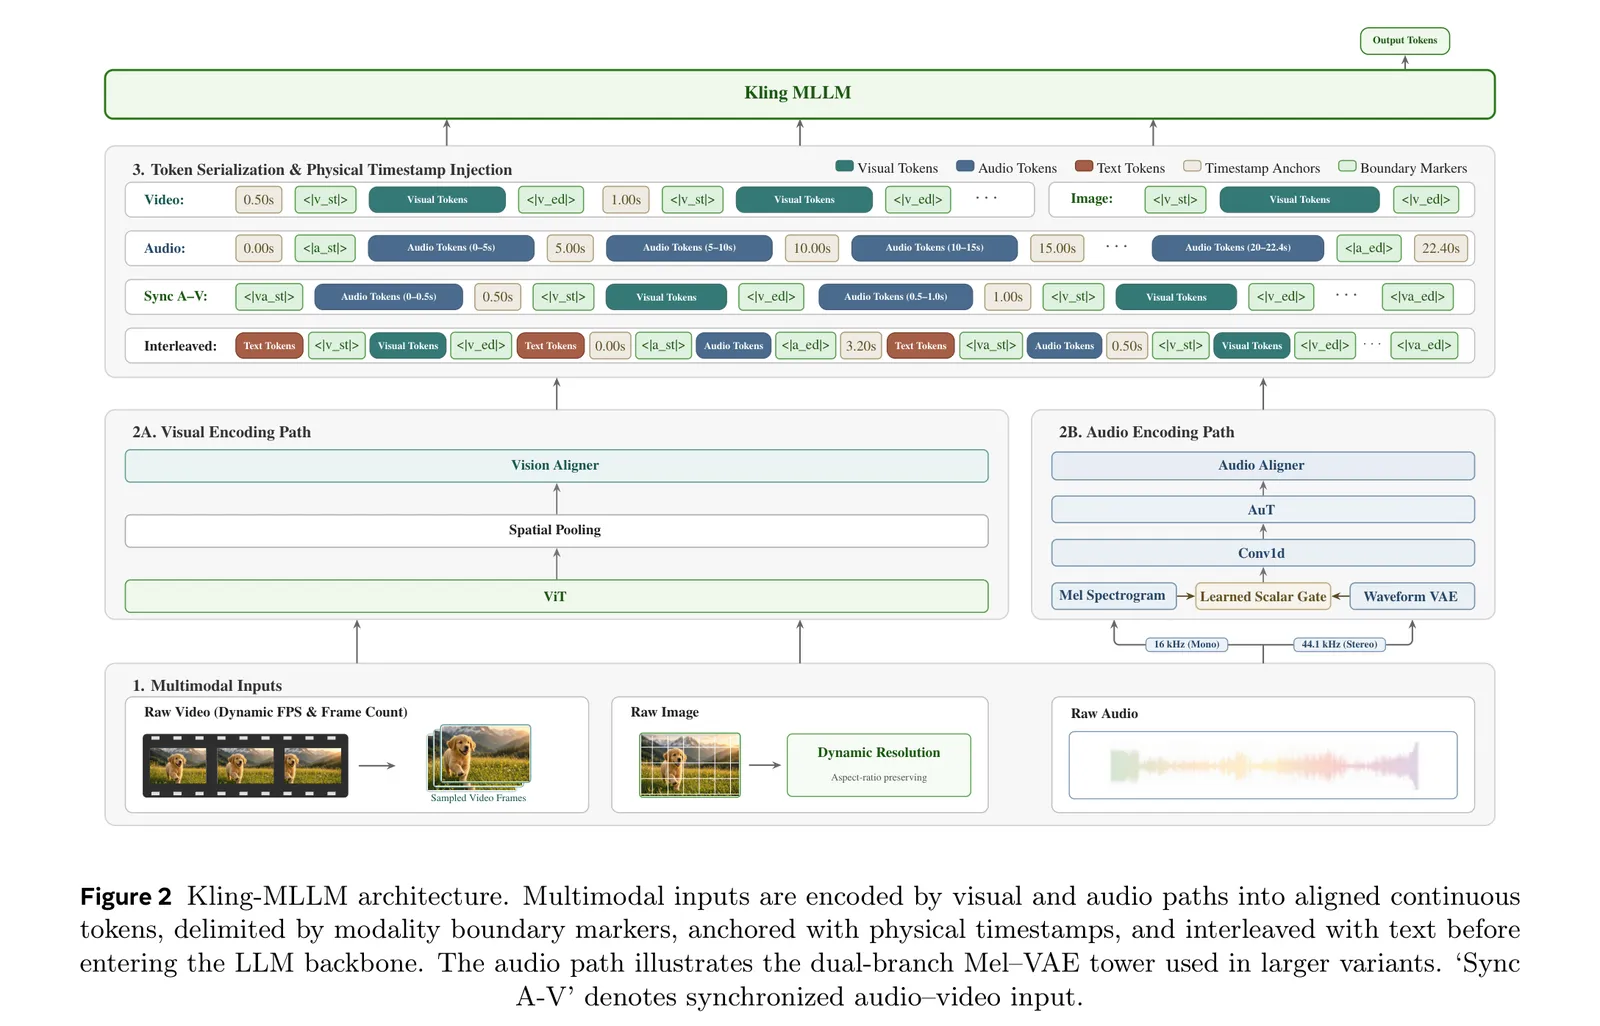 Output Tokens
Kling MLLM
3. Token Serialization & Physical Timestamp Injection
Visual Tokens Audio Tokens Text Tokens Timestamp Anchors Boundary Markers
Video: 0.50s <|v_st|> Visual Tokens <|v_ed|> 1.00s <|v_st|> Visual Tokens <|v_ed|> ···
Image: <|v_st|> Visual Tokens <|v_ed|>
Audio: 0.00s <|a_st|> Audio Tokens (0–5s) 5.00s Audio Tokens (5–10s) 10.00s Audio Tokens (10–15s) 15.00s ··· Audio Tokens (20–22.4s) <|a_ed|> 22.40s
Sync A–V: <|va_st|> Audio Tokens (0–0.5s) 0.50s <|v_st|> Visual Tokens <|v_ed|> Audio Tokens (0.5–1.0s) 1.00s <|v_st|> Visual Tokens <|v_ed|> ··· <|va_ed|>
Interleaved: Text Tokens <|v_st|> Visual Tokens <|v_ed|> Text Tokens 0.00s <|a_st|> Audio Tokens <|a_ed|> 3.20s Text Tokens <|va_st|> Audio Tokens 0.50s <|v_st|> Visual Tokens <|v_ed|> ··· <|va_ed|>
2A. Visual Encoding Path
Vision Aligner
Spatial Pooling
ViT
2B. Audio Encoding Path
Audio Aligner
AuT
Conv1d
Mel Spectrogram Learned Scalar Gate Waveform VAE
16 kHz (Mono) 44.1 kHz (Stereo)
1. Multimodal Inputs
Raw Video (Dynamic FPS & Frame Count)
Sampled Video Frames
Raw Image
Dynamic Resolution
Aspect-ratio preserving
Raw Audio
Figure 2 Kling-MLLM architecture. Multimodal inputs are encoded by visual and audio paths into aligned continuous
tokens, delimited by modality boundary markers, anchored with physical timestamps, and interleaved with text before
entering the LLM backbone. The audio path illustrates the dual-branch Mel–VAE tower used in larger variants. ‘Sync
A-V’ denotes synchronized audio–video input.